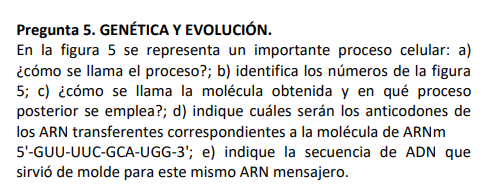 Pregunta 5. GENÉTICA Y EVOLUCIÓN.
En la figura 5 se representa un importante proceso celular: a)
¿cómo se llama el proceso?; b) identifica los números de la figura
5; c) ¿cómo se llama la molécula obtenida y en qué proceso
posterior se emplea?; d) indique cuáles serán los anticodones de
los ARN transferentes correspondientes a la molécula de ARNm
5'-GUU-UUC-GCA-UGG-3'; e) indique la secuencia de ADN que
sirvió de molde para este mismo ARN mensajero.